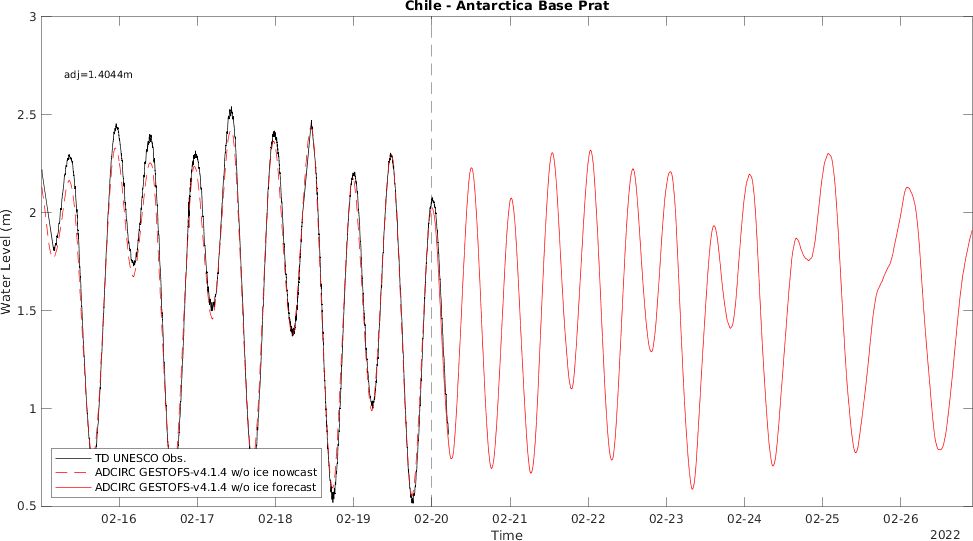 Chile - Antarctica Base Prat
3
adj=1.4044m
2.5
2
Water Level (m)
1.5
1
TD UNESCO Obs.
ADCIRC GESTOFS-v4.1.4 w/o ice nowcast
ADCIRC GESTOFS-v4.1.4 w/o ice forecast
0.5
02-16 02-17 02-18 02-19 02-20 02-21 02-22 02-23 02-24 02-25 02-26
Time
2022